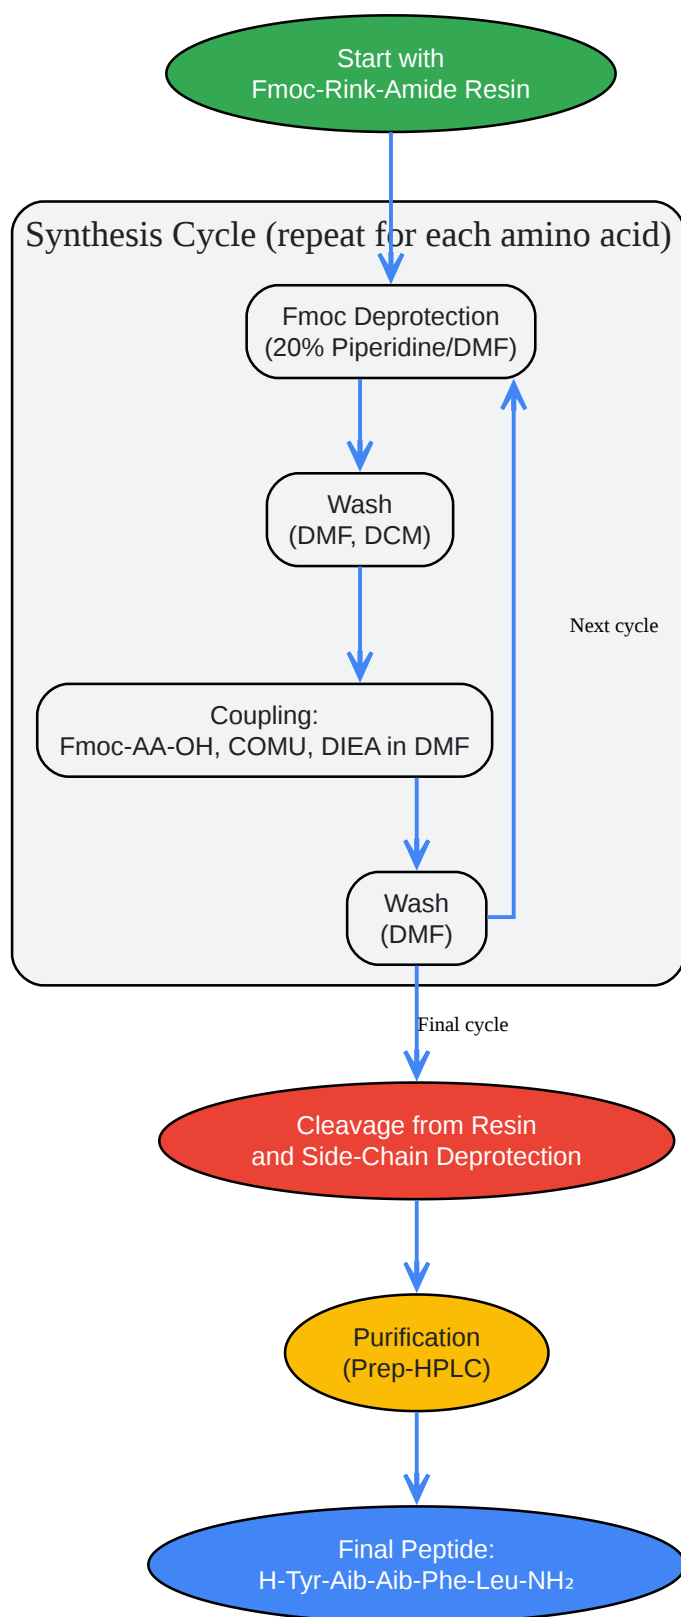 Start with
Fmoc-Rink-Amide Resin
Synthesis Cycle (repeat for each amino acid)
Fmoc Deprotection
(20% Piperidine/DMF)
Wash
(DMF, DCM)
Next cycle
Coupling:
Fmoc-AA-OH, COMU, DIEA in DMF
Wash
(DMF)
Final cycle
Cleavage from Resin
and Side-Chain Deprotection
Purification
(Prep-HPLC)
Final Peptide:
H-Tyr-Aib-Aib-Phe-Leu-NH₂